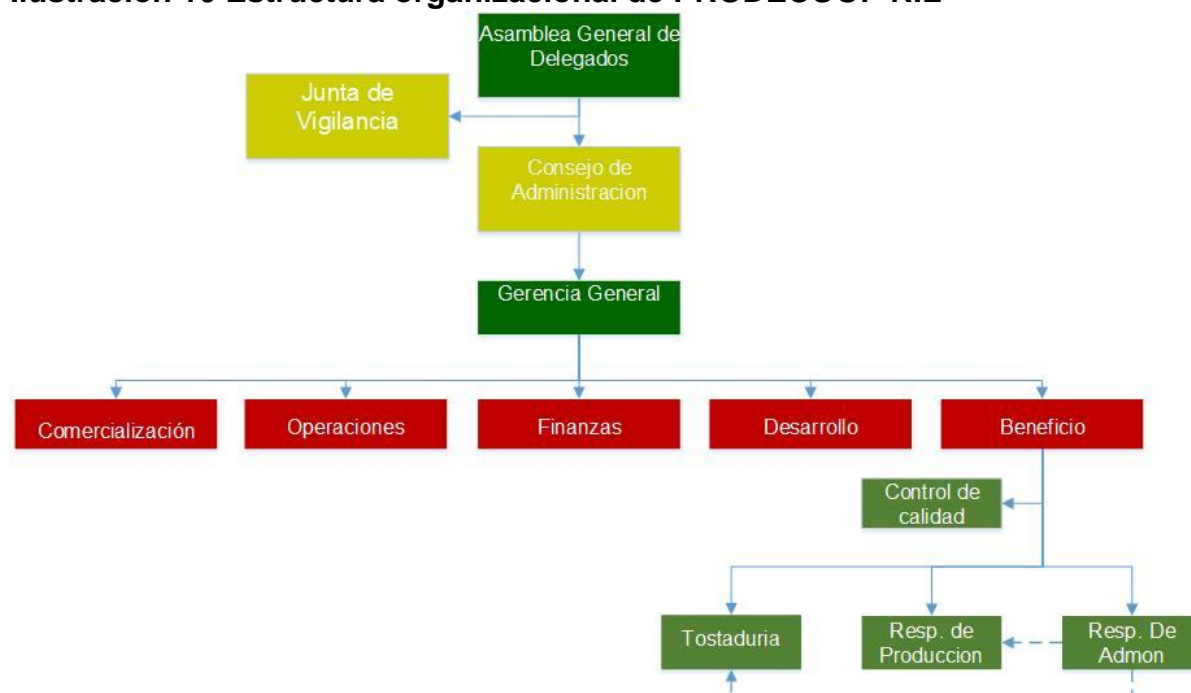 Asamblea General de
Delegados
Junta de
Vigilancia
Consejo de
Administracion
Gerencia General
Comercialización
Operaciones
Finanzas
Desarrollo
Beneficio
Control de
calidad
Tostaduria
Resp. de
Produccion
Resp. De
Admon